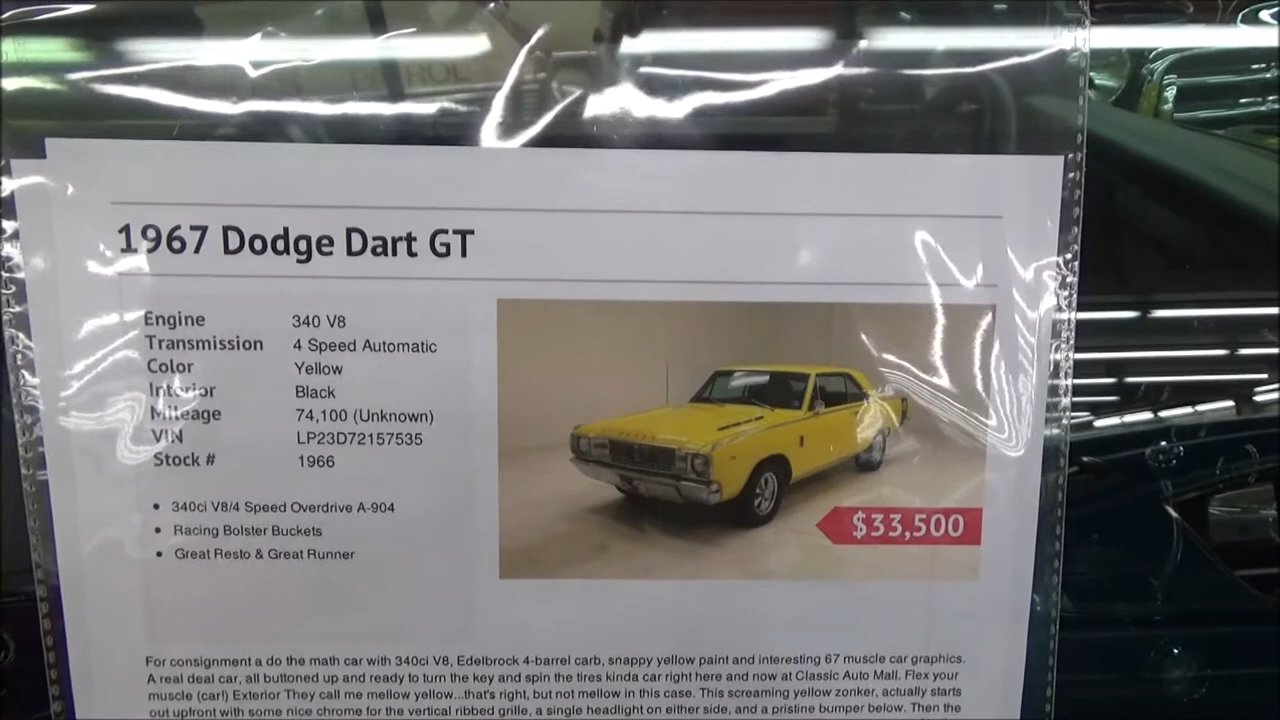 1967 Dodge Dart GT
Engine 340 V8
Transmission 4 Speed Automatic
Color Yellow
Interior Black
Mileage 74,100 (Unknown)
VIN LP23D72157535
Stock # 1966
• 340ci V8/4 Speed Overdrive A-904
• Racing Bolster Buckets
• Great Resto & Great Runner
$33,500
For consignment a do the math car with 340ci V8, Edelbrock 4-barrel carb, snappy yellow paint and interesting 67 muscle car graphics.
A real deal car, all buttoned up and ready to turn the key and spin the tires kinda car right here and now at Classic Auto Mall. Flex your
muscle (car!) Exterior They call me mellow yellow...that's right, but not mellow in this case. This screaming yellow zonker, actually starts
out upfront with some nice chrome for the vertical ribbed grille, a single headlight on either side, and a pristine bumper below. Then the